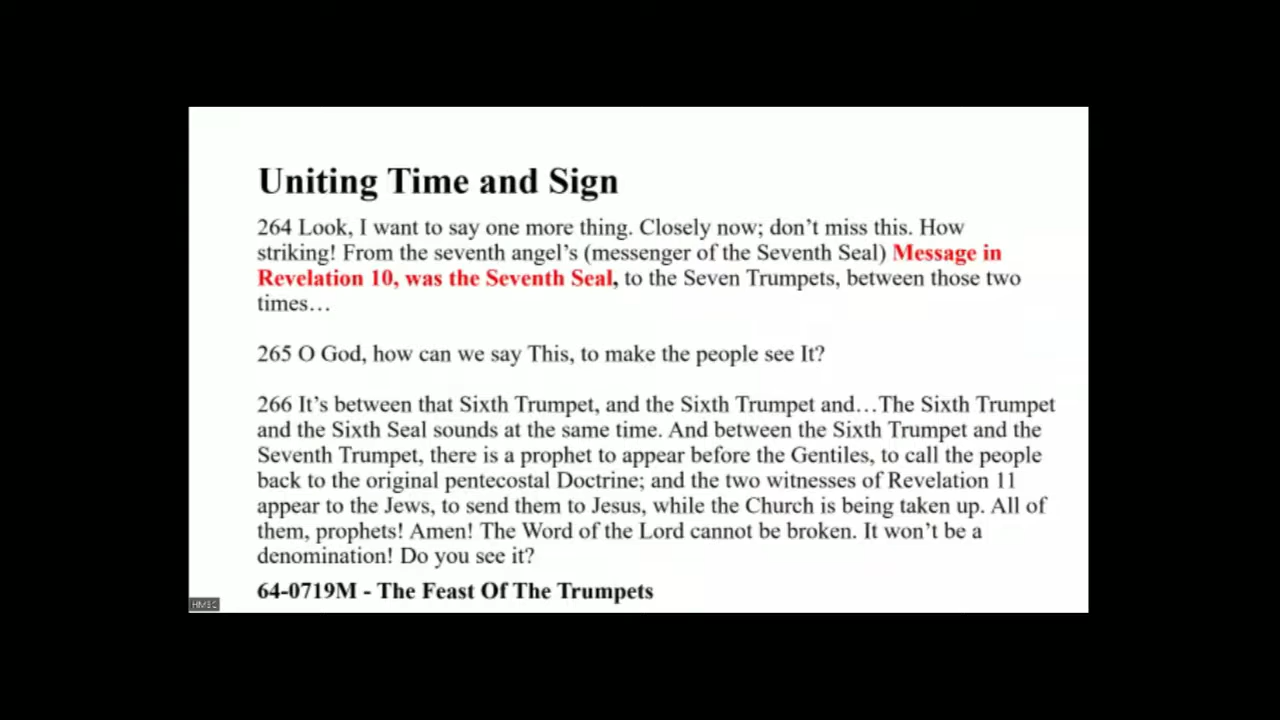 Uniting Time and Sign
264 Look, I want to say one more thing. Closely now; don’t miss this. How
striking! From the seventh angel’s (messenger of the Seventh Seal) Message in
Revelation 10, was the Seventh Seal, to the Seven Trumpets, between those two
times…
265 O God, how can we say This, to make the people see It?
266 It’s between that Sixth Trumpet, and the Sixth Trumpet and…The Sixth Trumpet
and the Sixth Seal sounds at the same time. And between the Sixth Trumpet and the
Seventh Trumpet, there is a prophet to appear before the Gentiles, to call the people
back to the original pentecostal Doctrine; and the two witnesses of Revelation 11
appear to the Jews, to send them to Jesus, while the Church is being taken up. All of
them, prophets! Amen! The Word of the Lord cannot be broken. It won’t be a
denomination! Do you see it?
64-0719M - The Feast Of The Trumpets